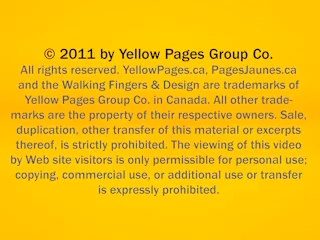 © 2011 by Yellow Pages Group Co.
All rights reserved. YellowPages.ca, PagesJaunes.ca
and the Walking Fingers & Design are trademarks of
Yellow Pages Group Co. in Canada. All other trade-
marks are the property of their respective owners. Sale,
duplication, other transfer of this material or excerpts
thereof, is strictly prohibited. The viewing of this video
by Web site visitors is only permissible for personal use;
copying, commercial use, or additional use or transfer
is expressly prohibited.